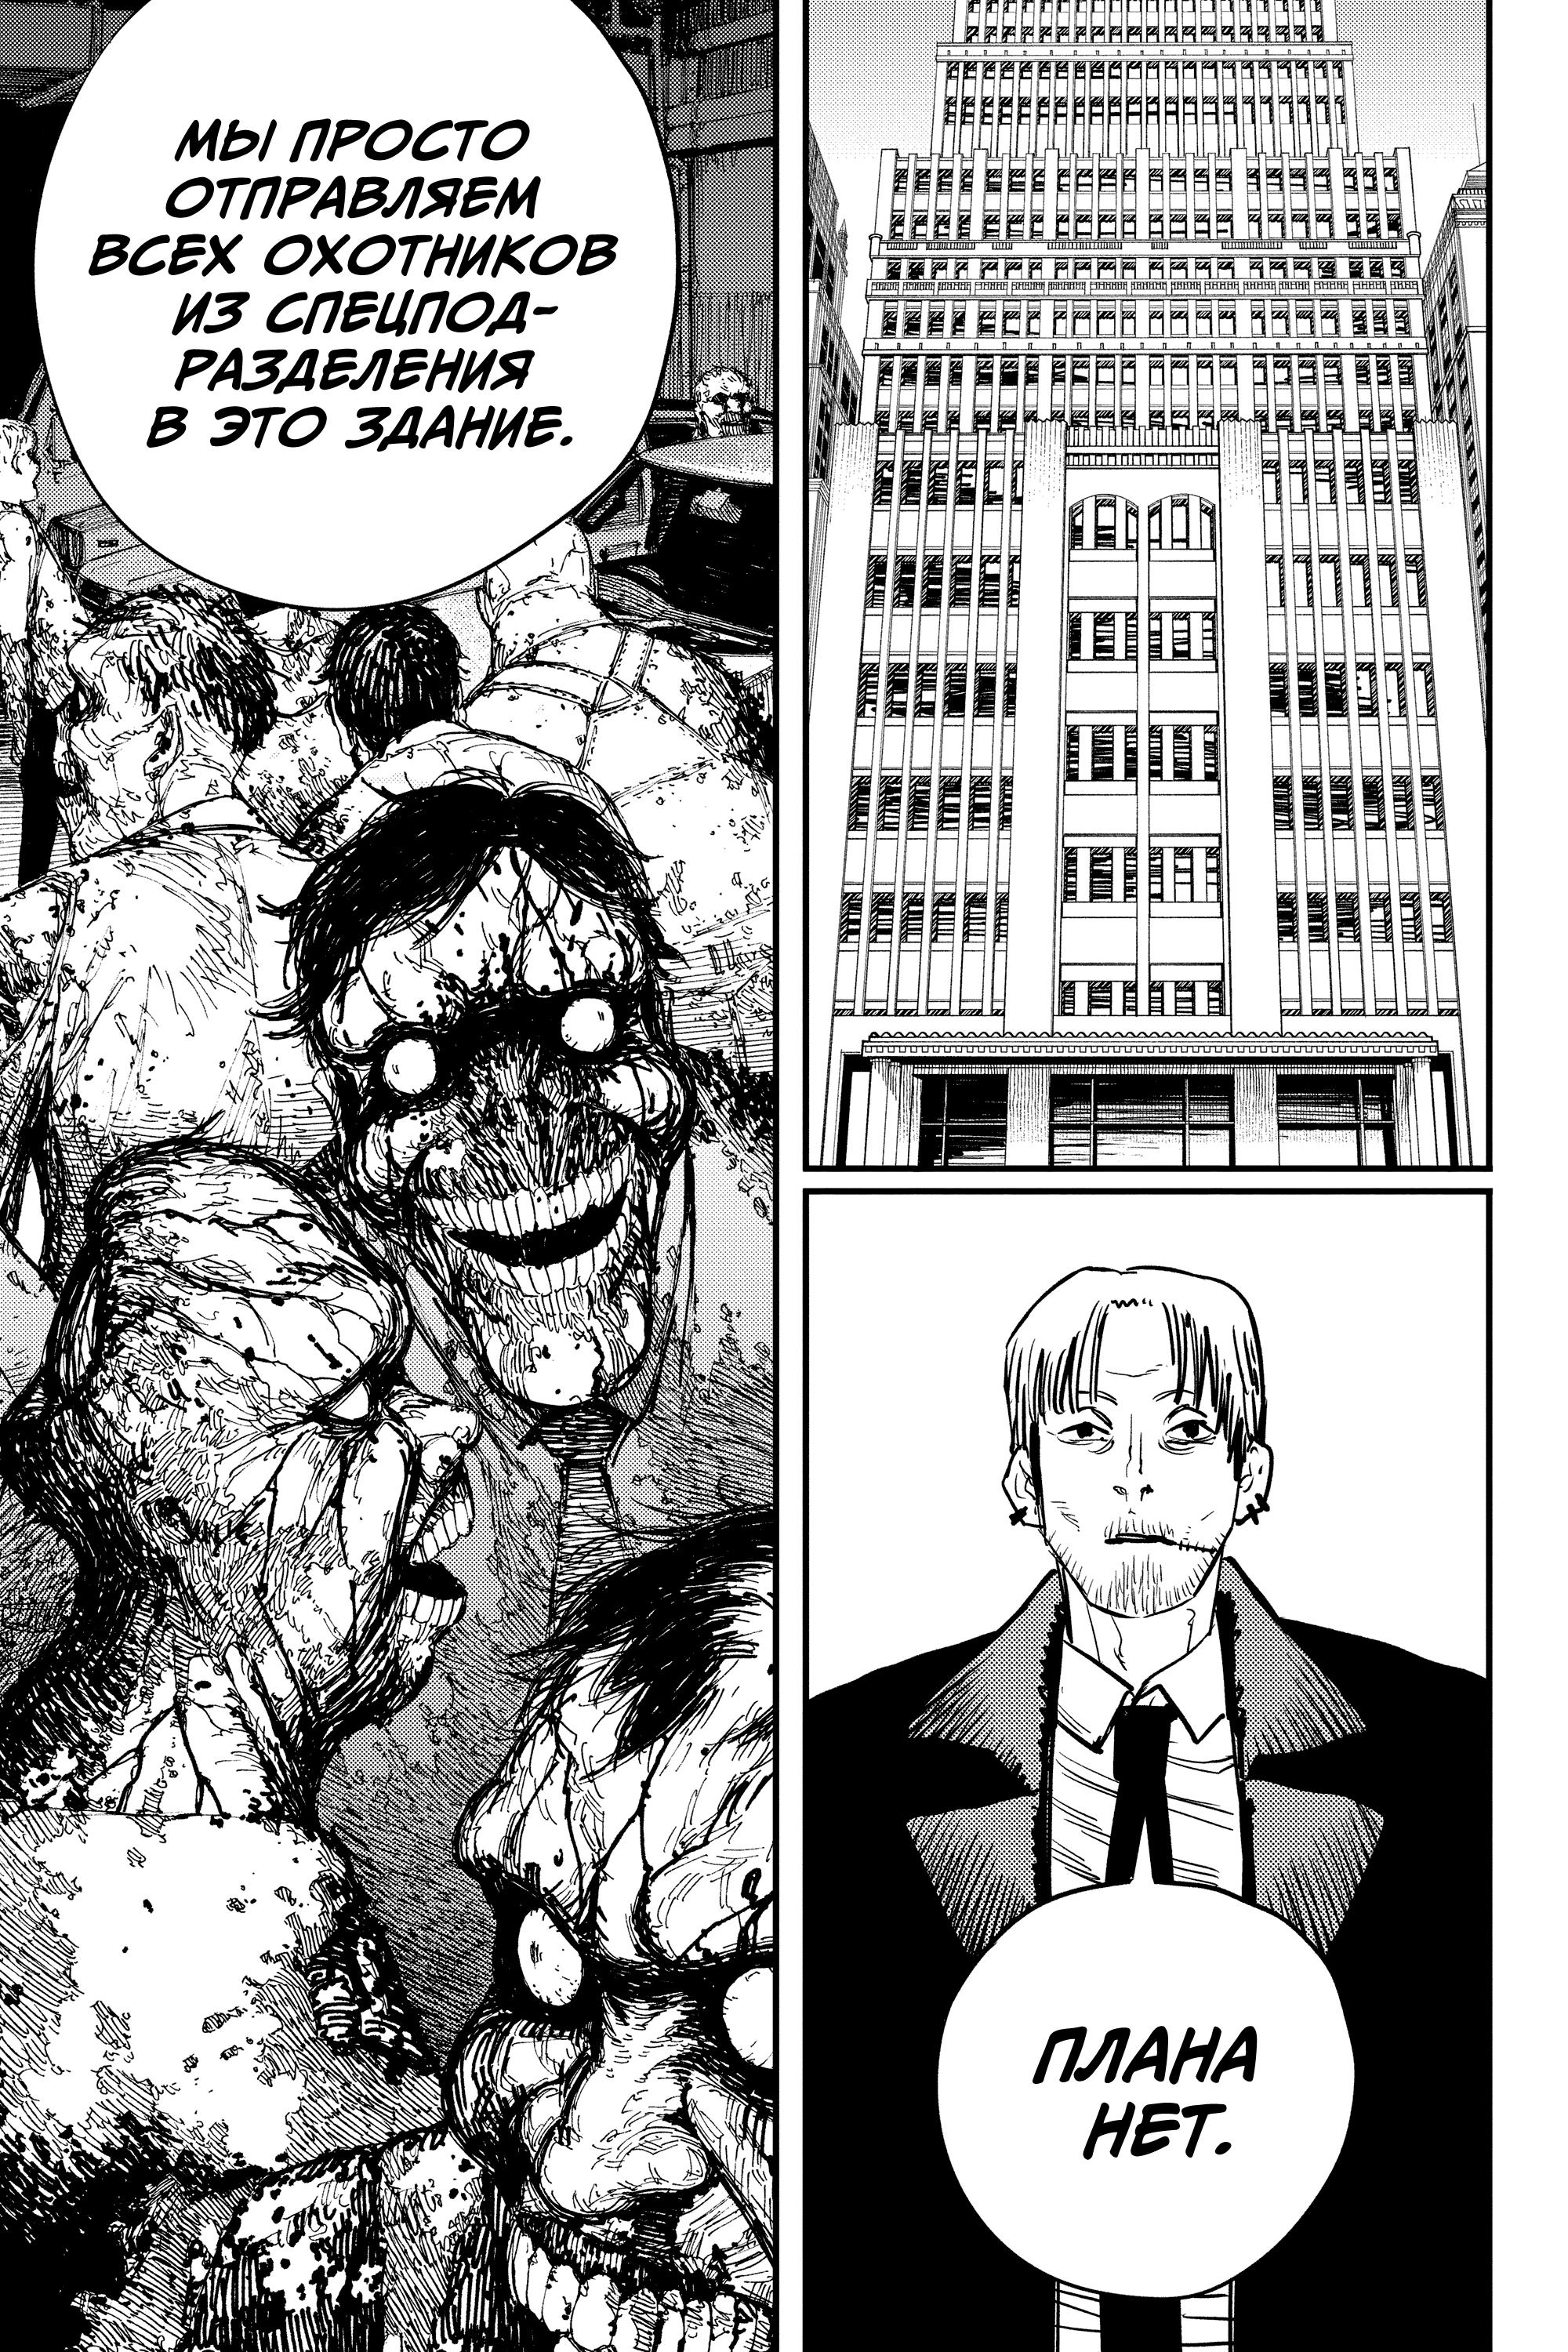 ПЛАНА
НЕТ.
МЫ ПРОСТО
ОТПРАВЛЯЕМ
ВСЕХ ОХОТНИКОВ
ИЗ СПЕЦПОД-
РАЗДЕЛЕНИЯ
В ЭТО ЗДАНИЕ.